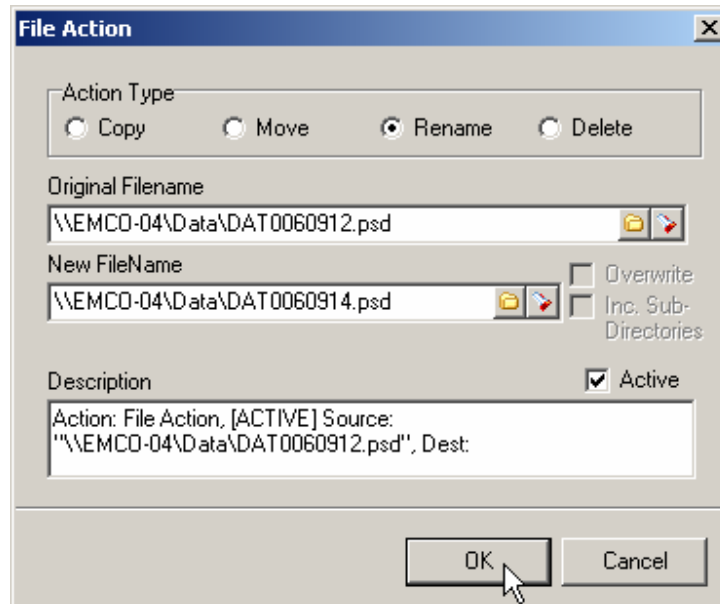 File Action
Action Type
Copy Move Rename Delete
Original Filename
\\EMCO-04\Data\DAT0060912.psd
New FileName
\\EMCO-04\Data\DAT0060914.psd
Overwrite
Inc. Sub-
Directories
Description
Active
Action: File Action, [ACTIVE] Source:
"\\EMCO-04\Data\DAT0060912.psd", Dest:
OK Cancel